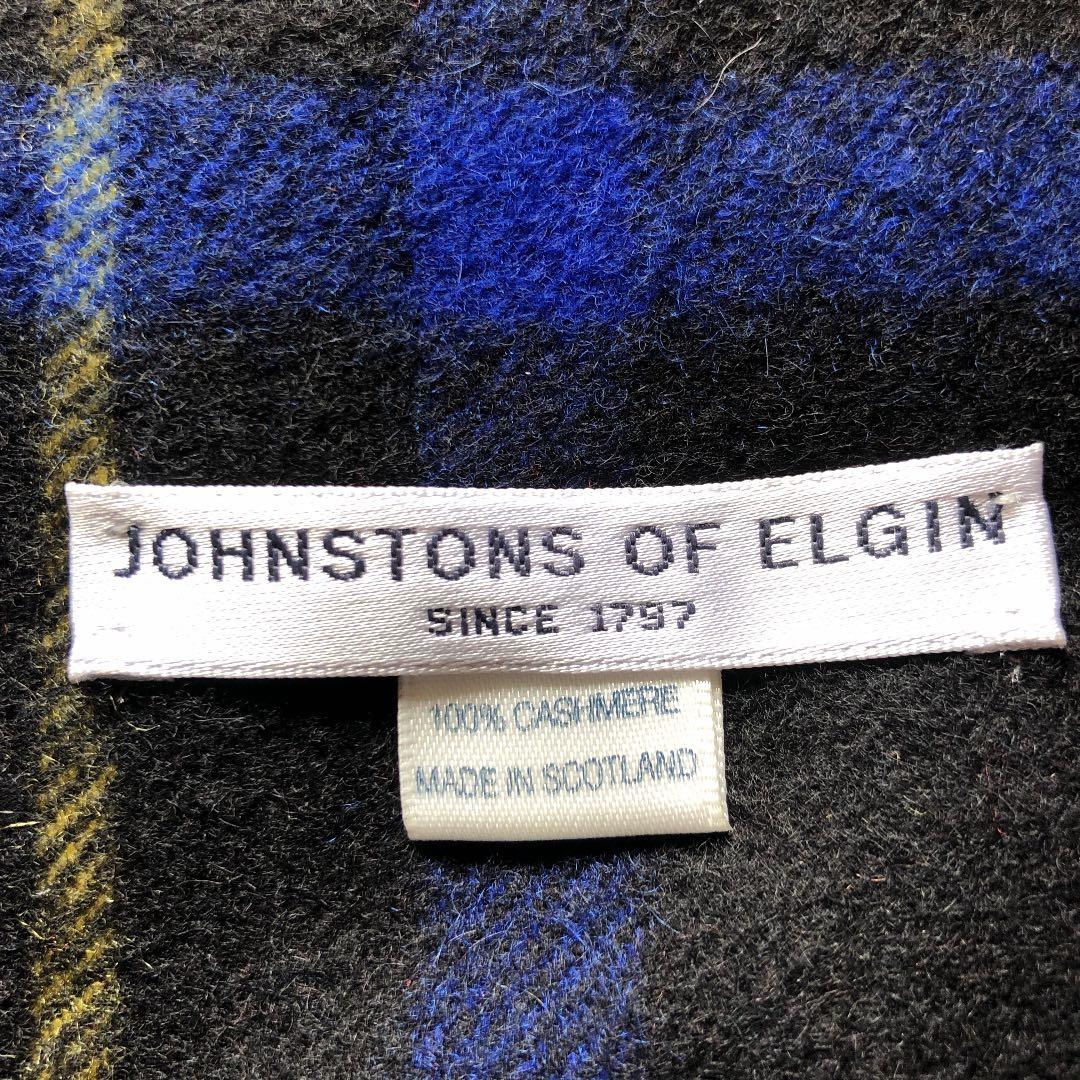 JOHNSTONS OF ELGIN
SINCE 1797
100% CASHMERE
MADE IN SCOTLAND